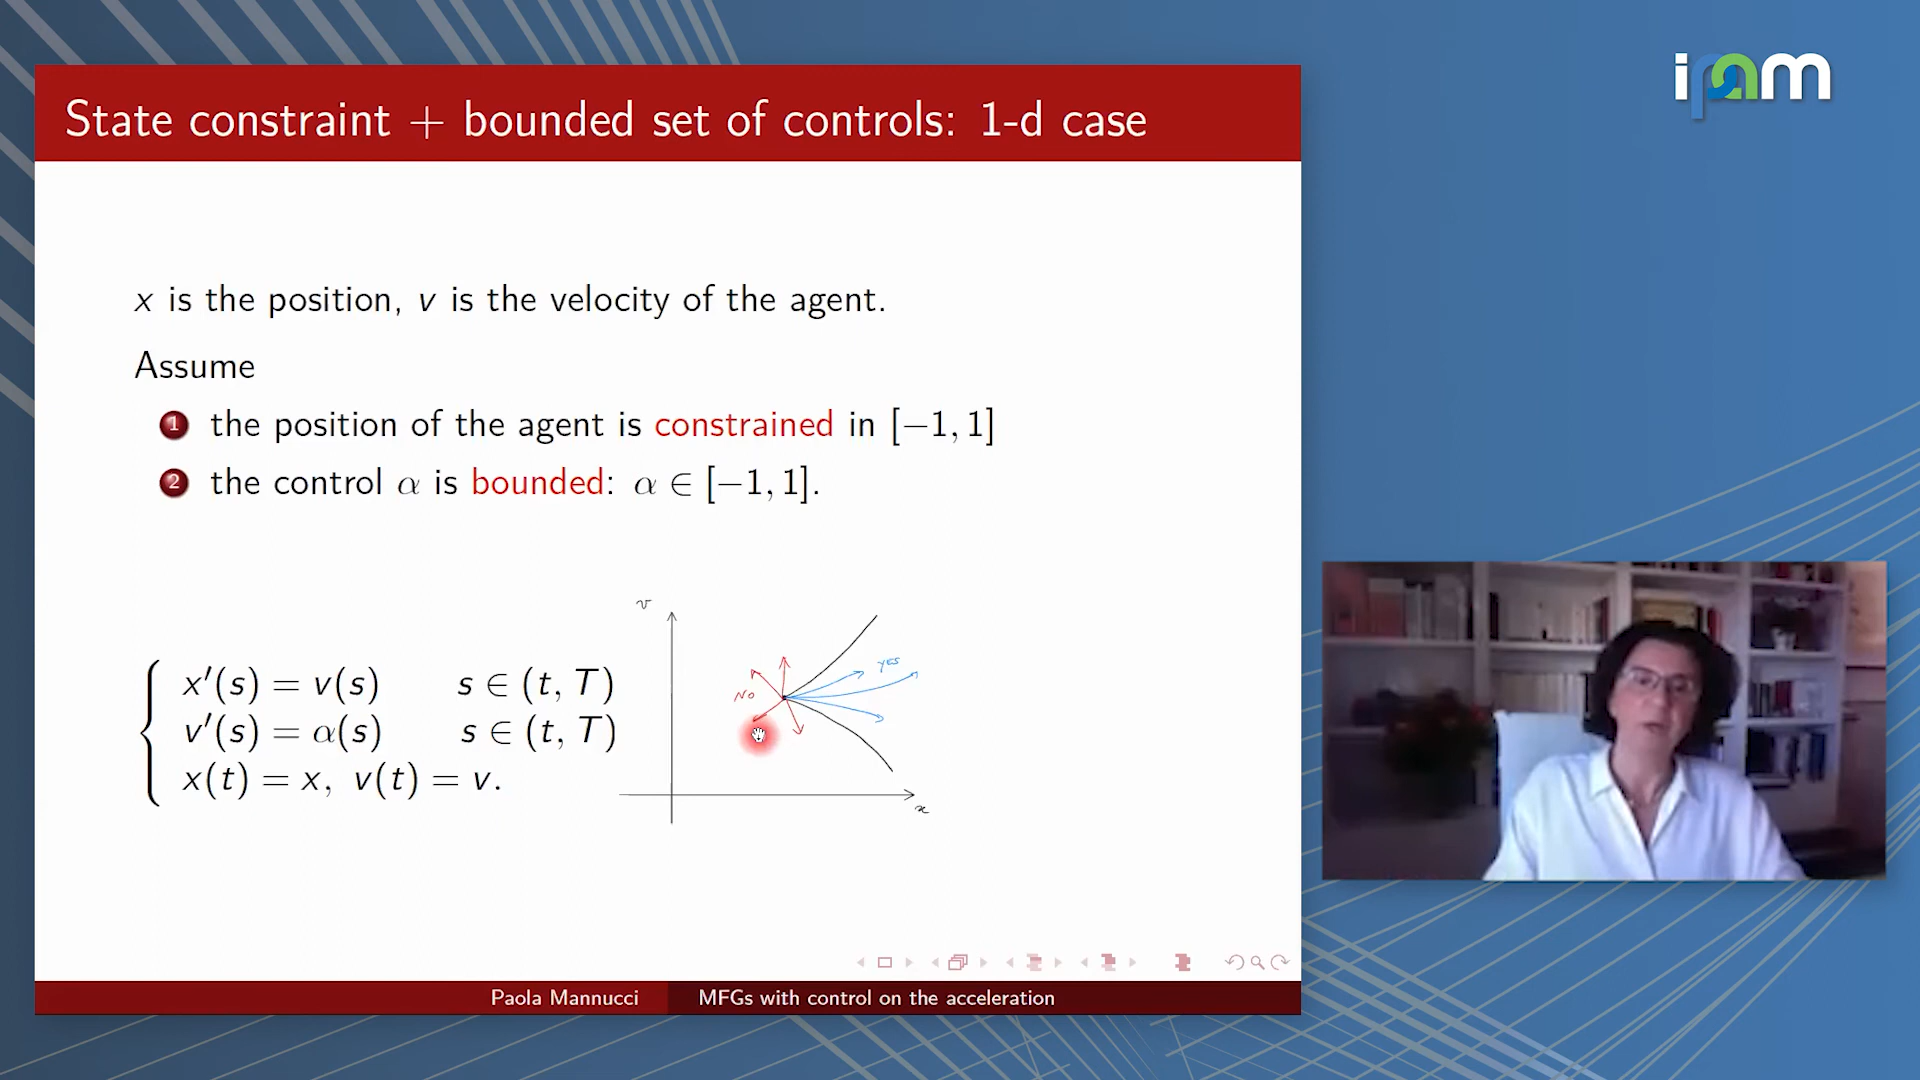 ipam
State constraint + bounded set of controls: 1-d case
x is the position, v is the velocity of the agent.
Assume
1 the position of the agent is constrained in [−1, 1]
2 the control α is bounded: α ∈ [−1, 1].
x′(s) = v(s) s ∈ (t, T)
v′(s) = α(s) s ∈ (t, T)
x(t) = x, v(t) = v.
v
YES
NO
x
Paola Mannucci MFGs with control on the acceleration